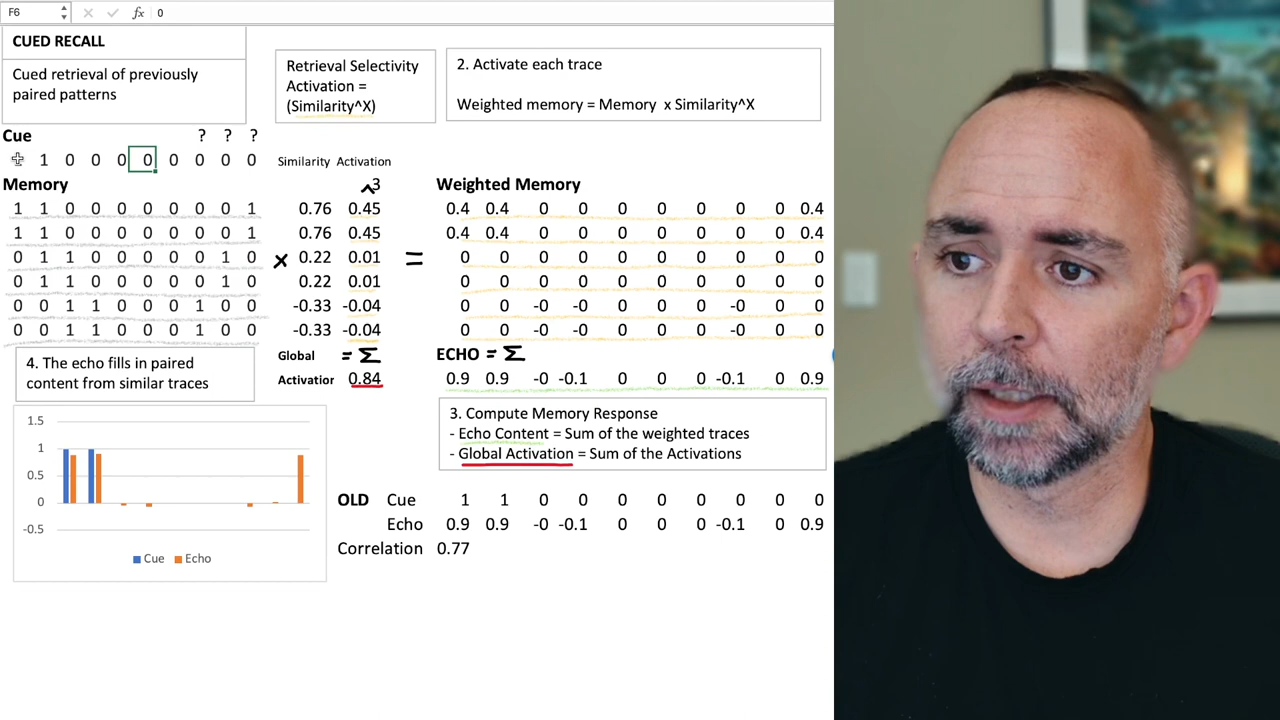 F6 fx 0
CUED RECALL
Cued retrieval of previously
paired patterns
Retrieval Selectivity
Activation =
(Similarity^X)
2. Activate each trace
Weighted memory = Memory x Similarity^X
Cue ? ? ?
1 0 0 0 0 0 0 0 0 Similarity Activation
Memory ^3 Weighted Memory
1 1 0 0 0 0 0 0 0 1 0.76 0.45 0.4 0.4 0 0 0 0 0 0 0 0.4
1 1 0 0 0 0 0 0 0 1 0.76 0.45 0.4 0.4 0 0 0 0 0 0 0 0.4
0 1 1 0 0 0 0 0 1 0 x 0.22 0.01 = 0 0 0 0 0 0 0 0 0 0
0 1 1 0 0 0 0 0 1 0 0.22 0.01 0 0 0 0 0 0 0 0 0 0
0 0 1 1 0 0 0 1 0 0 -0.33 -0.04 0 0 -0 -0 0 0 0 -0 0 0
0 0 1 1 0 0 0 1 0 0 -0.33 -0.04 0 0 -0 -0 0 0 0 -0 0 0
4. The echo fills in paired
content from similar traces
Global = Σ ECHO = Σ
Activation 0.84 0.9 0.9 -0 -0.1 0 0 0 -0.1 0 0.9
3. Compute Memory Response
- Echo Content = Sum of the weighted traces
- Global Activation = Sum of the Activations
1.5
1
0.5
0
-0.5
Cue Echo
OLD Cue 1 1 0 0 0 0 0 0 0 0
Echo 0.9 0.9 -0 -0.1 0 0 0 -0.1 0 0.9
Correlation 0.77